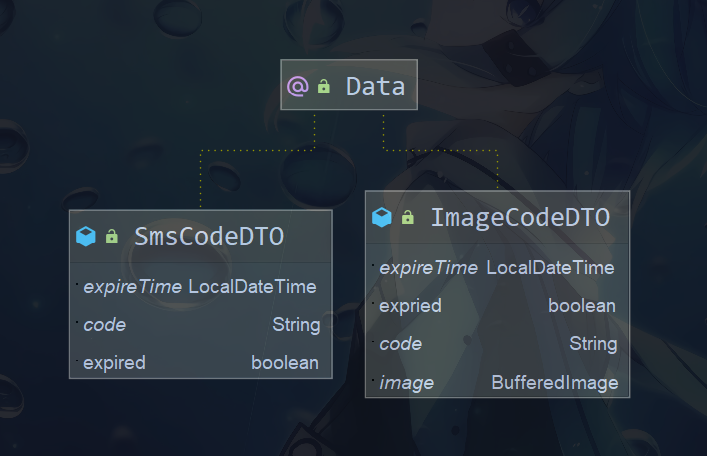 @ Data
SmsCodeDTO
expireTime LocalDateTime
code String
expired boolean
ImageCodeDTO
expireTime LocalDateTime
expried boolean
code String
image BufferedImage